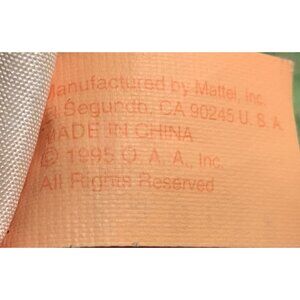 Manufactured by Mattel, Inc.
El Segundo, CA 90245 U. S. A.
MADE IN CHINA
© 1995 O. A. A., Inc.
All Rights Reserved